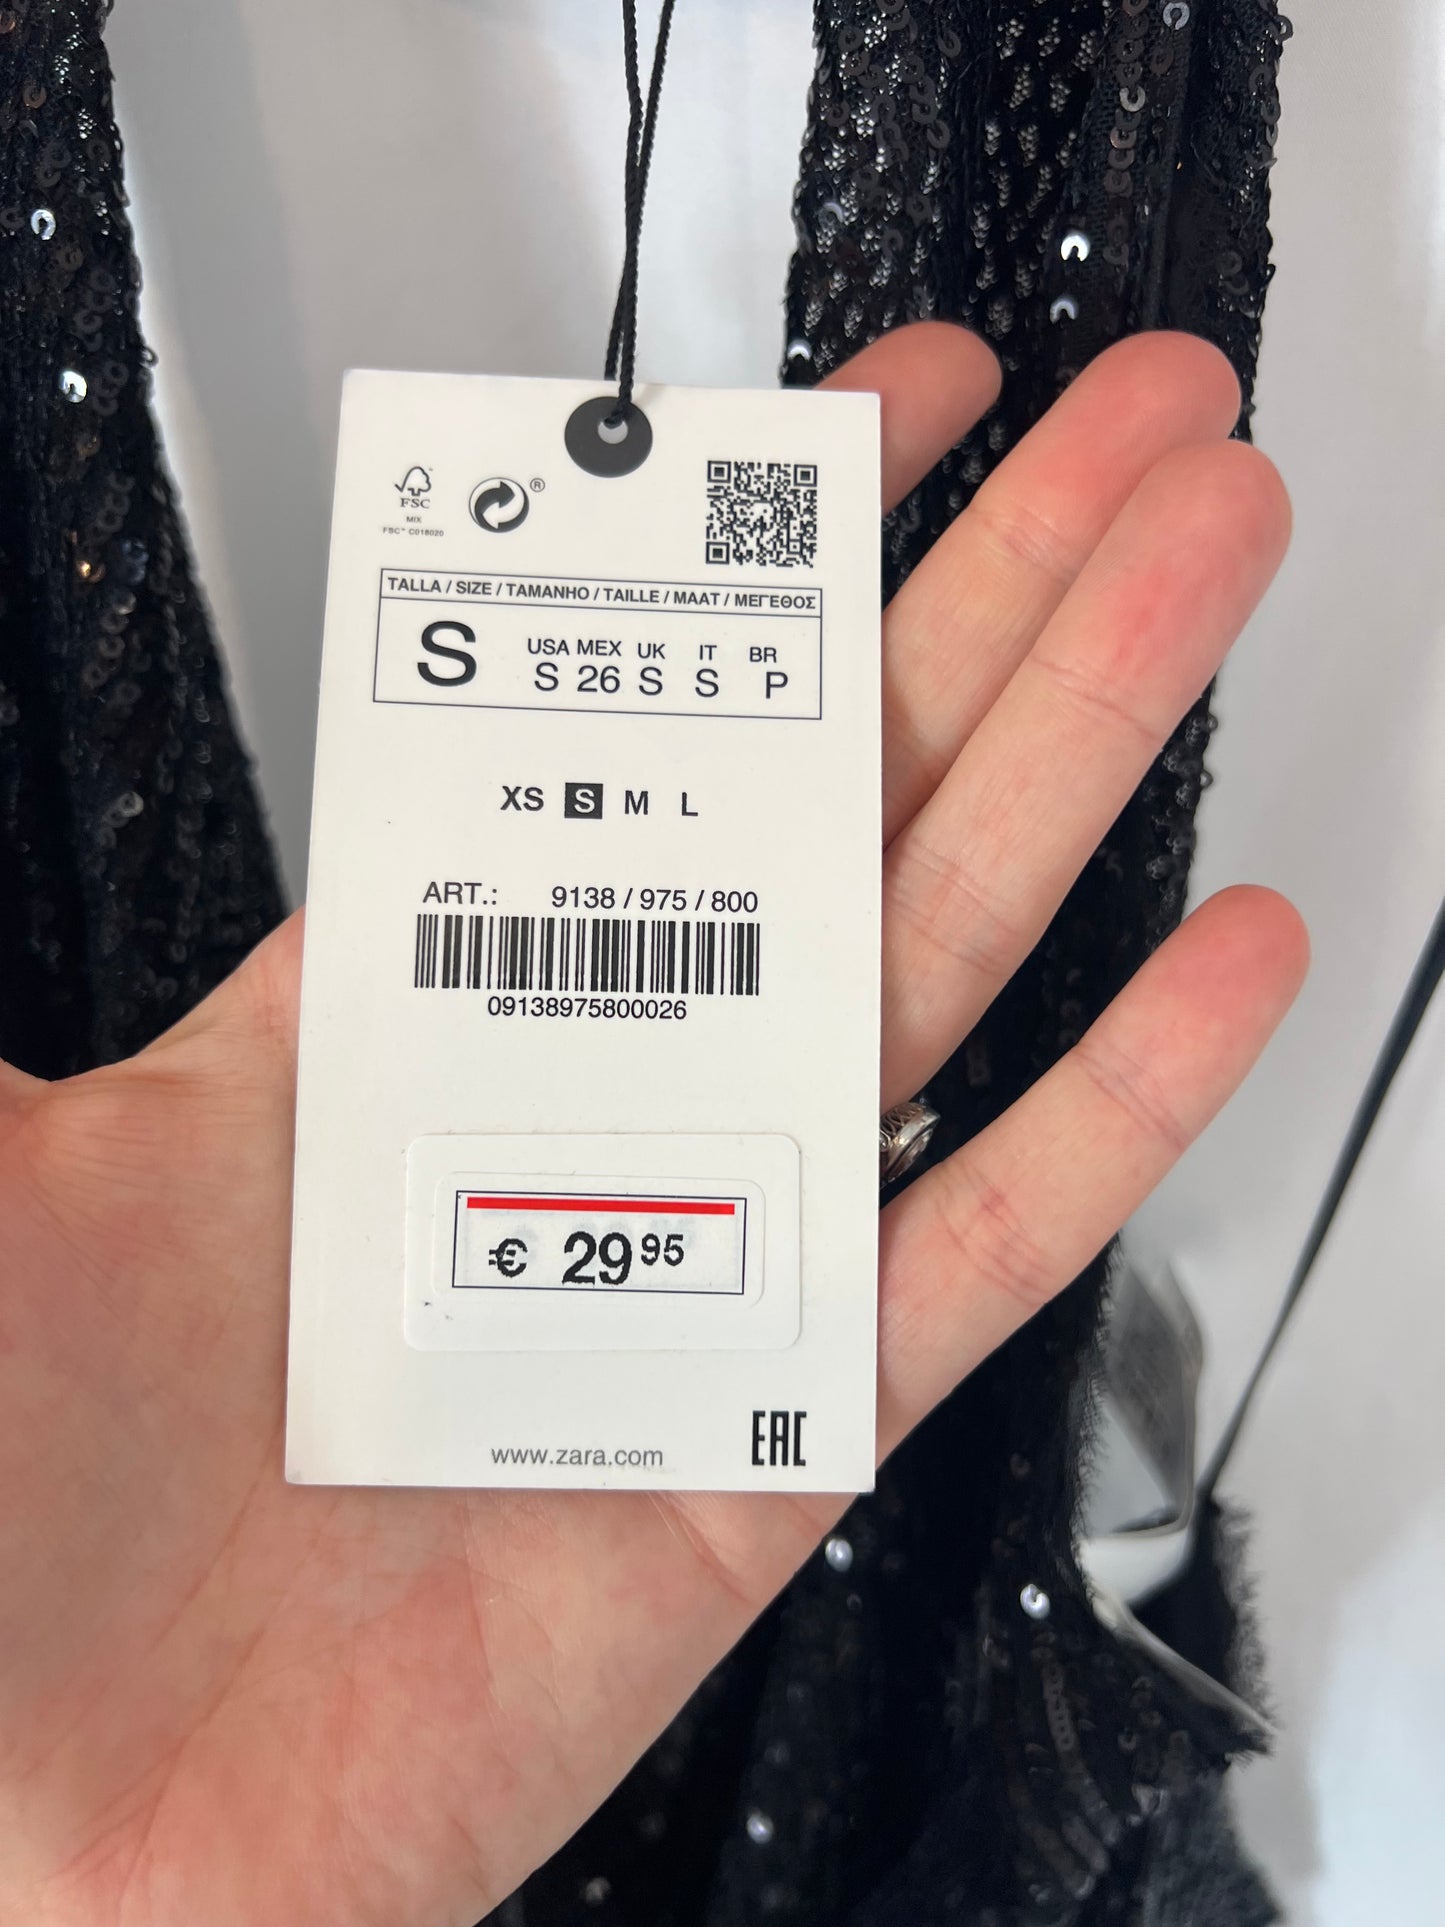 FSC™
MIX
FSC™ C018020
®
TALLA / SIZE / TAMANHO / TAILLE / MAAT / ΜΕΓΕΘΟΣ
S
USA MEX UK IT BR
S 26 S S P
XS S M L
ART.: 9138 / 975 / 800
09138975800026
€ 29 95
www.zara.com
EAC